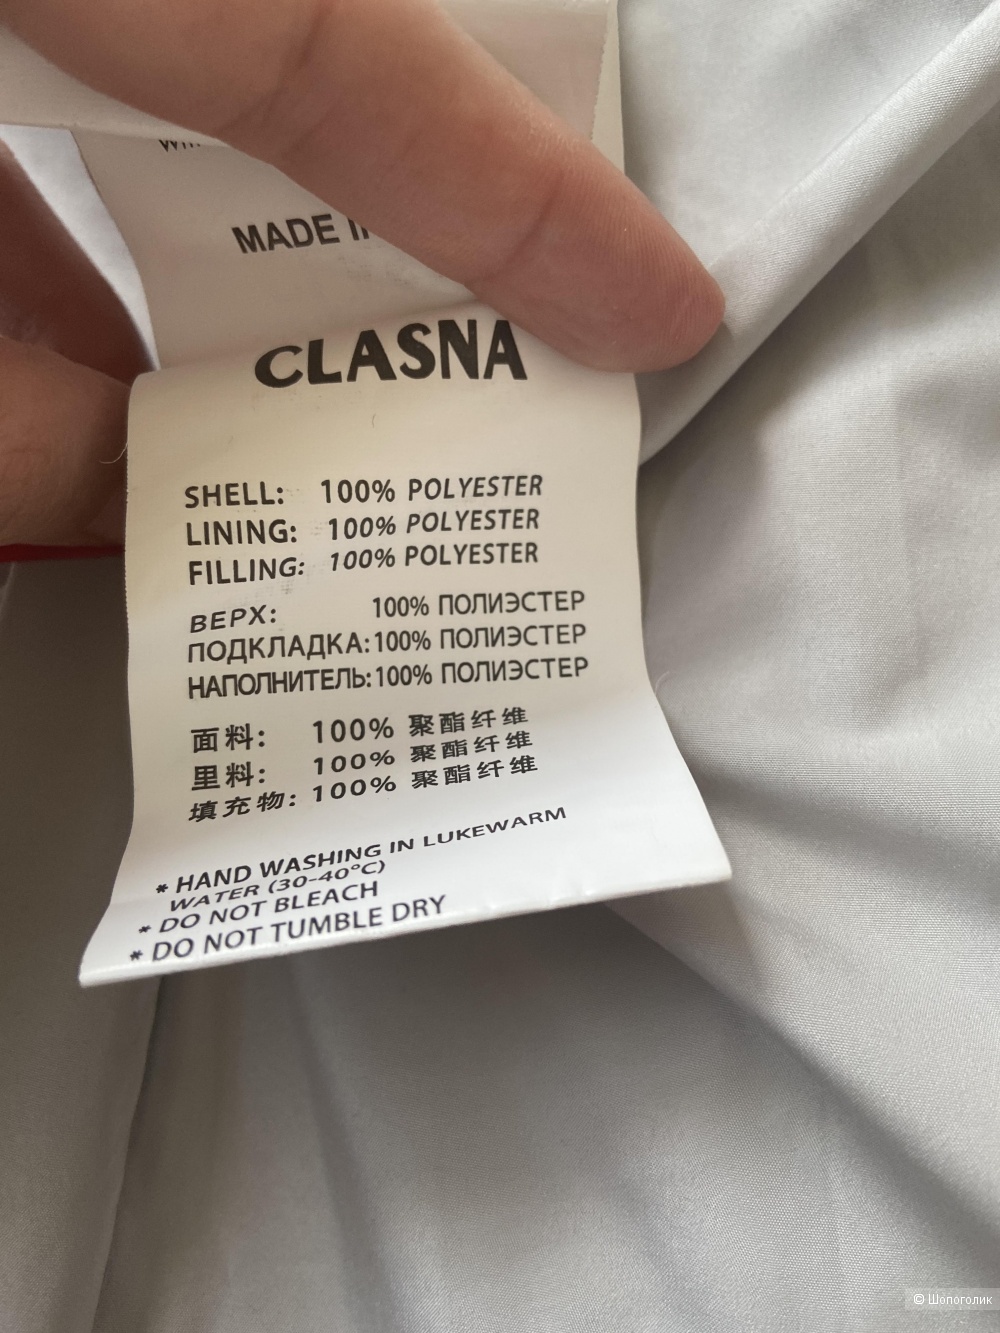 MADE
CLASNA
SHELL: 100% POLYESTER
LINING: 100% POLYESTER
FILLING: 100% POLYESTER
ВЕРХ: 100% ПОЛИЭСТЕР
ПОДКЛАДКА:100% ПОЛИЭСТЕР
НАПОЛНИТЕЛЬ:100% ПОЛИЭСТЕР
面料: 100% 聚酯纤维
里料: 100% 聚酯纤维
填充物: 100% 聚酯纤维
* HAND WASHING IN LUKEWARM
WATER (30-40°C)
* DO NOT BLEACH
* DO NOT TUMBLE DRY
© Шопоголик